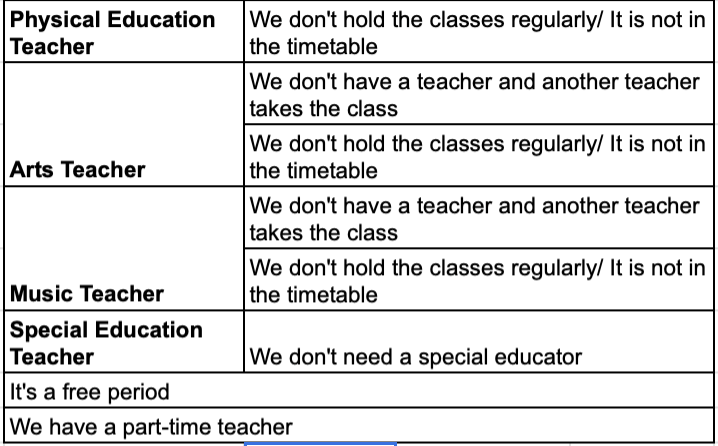 Physical Education
Teacher
We don't hold the classes regularly/ It is not in
the timetable
We don't have a teacher and another teacher
takes the class
Arts Teacher
We don't hold the classes regularly/ It is not in
the timetable
We don't have a teacher and another teacher
takes the class
Music Teacher
We don't hold the classes regularly/ It is not in
the timetable
Special Education
Teacher
We don't need a special educator
It's a free period
We have a part-time teacher